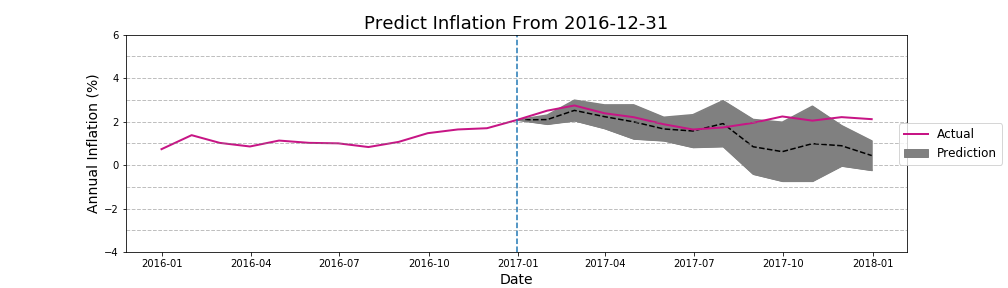 Predict Inflation From 2016-12-31
Annual Inflation (%)
6
4
2
0
−2
−4
2016-01 2016-04 2016-07 2016-10 2017-01 2017-04 2017-07 2017-10 2018-01
Date
Actual
Prediction